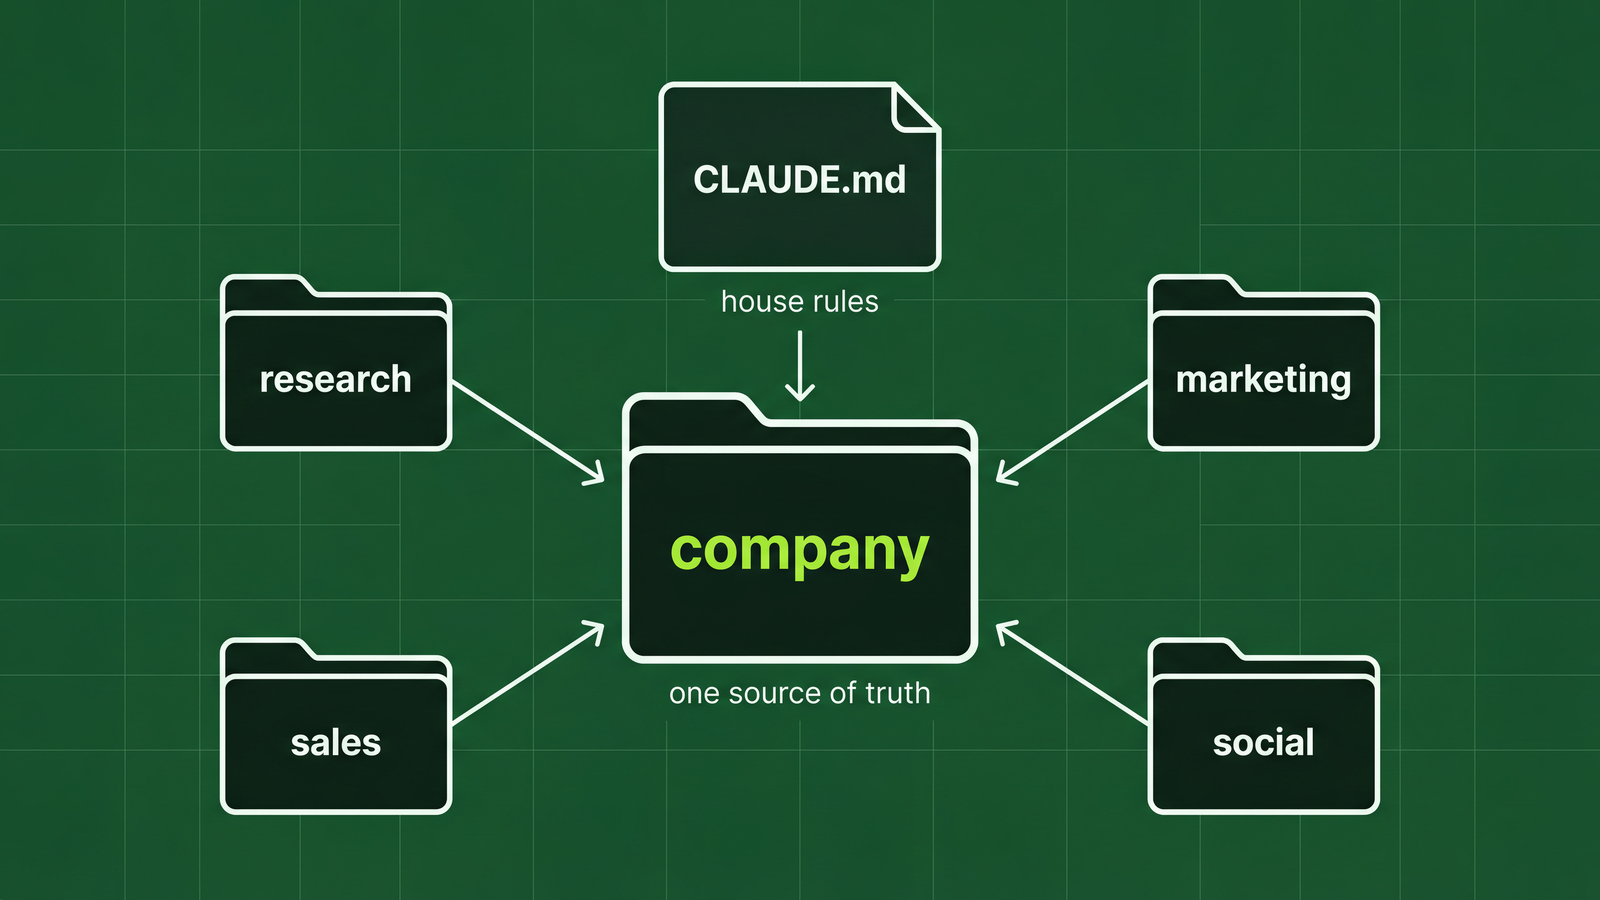 CLAUDE.md
house rules
research
marketing
company
one source of truth
sales
social